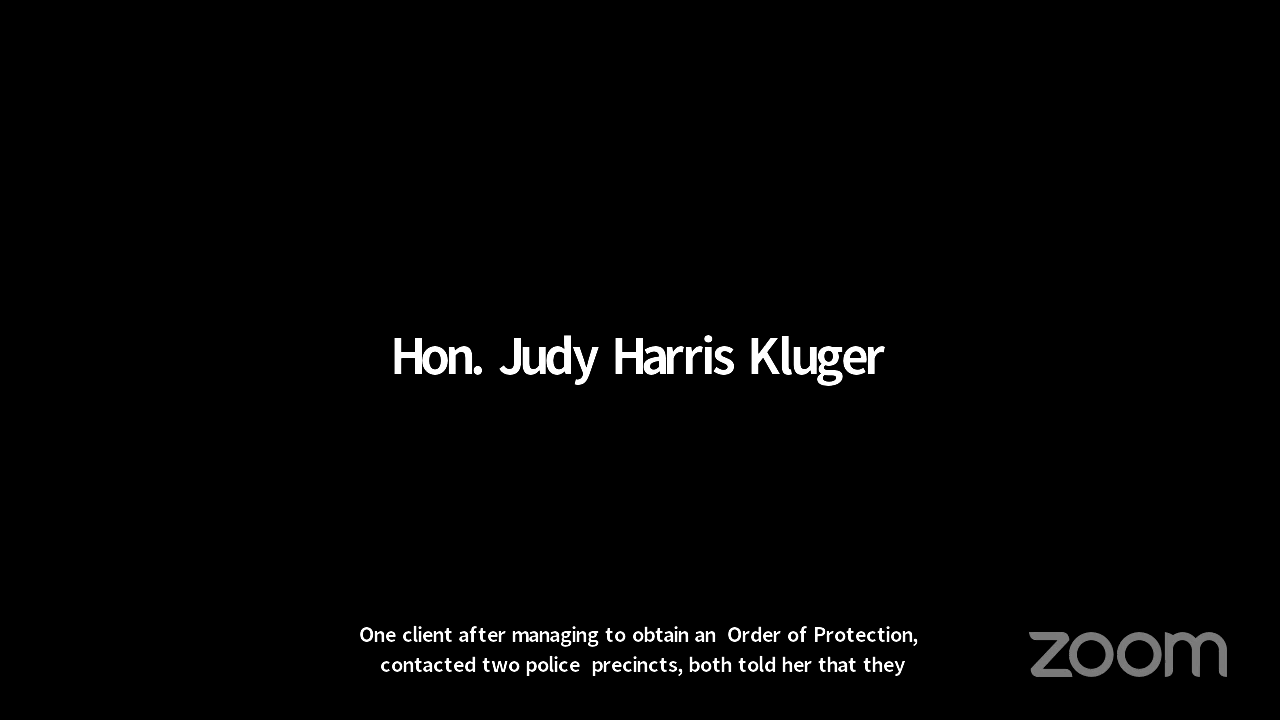 Hon. Judy Harris Kluger
One client after managing to obtain an Order of Protection,
contacted two police precincts, both told her that they
zoom